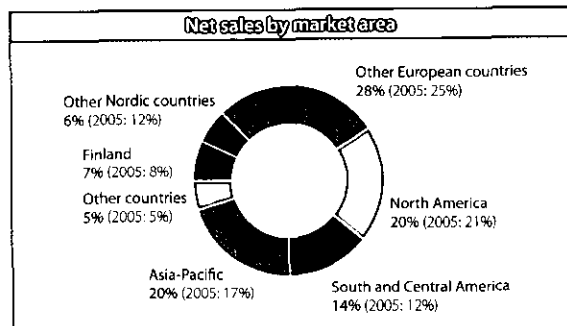 Net sales by market area
Other European countries
28% (2005: 25%)
Other Nordic countries
6% (2005: 12%)
Finland
7% (2005: 8%)
Other countries
5% (2005: 5%)
North America
20% (2005: 21%)
Asia-Pacific
20% (2005: 17%)
South and Central America
14% (2005: 12%)